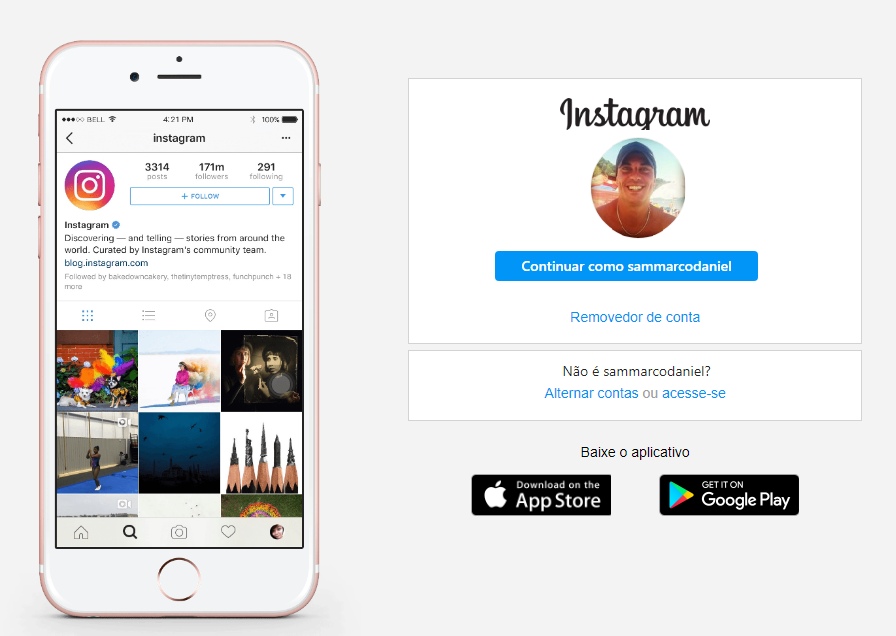 BELL 4:21 PM 100%
instagram
3314 171m 291
posts followers following
+ FOLLOW
Instagram
Discovering — and telling — stories from around the
world. Curated by Instagram's community team.
blog.instagram.com
Followed by bakedowncakery, thetinytemptress, funchpunch + 18
more
Instagram
Continuar como sammarcodaniel
Removedor de conta
Não é sammarcodaniel?
Alternar contas ou acesse-se
Baixe o aplicativo
Download on the
App Store
GET IT ON
Google Play